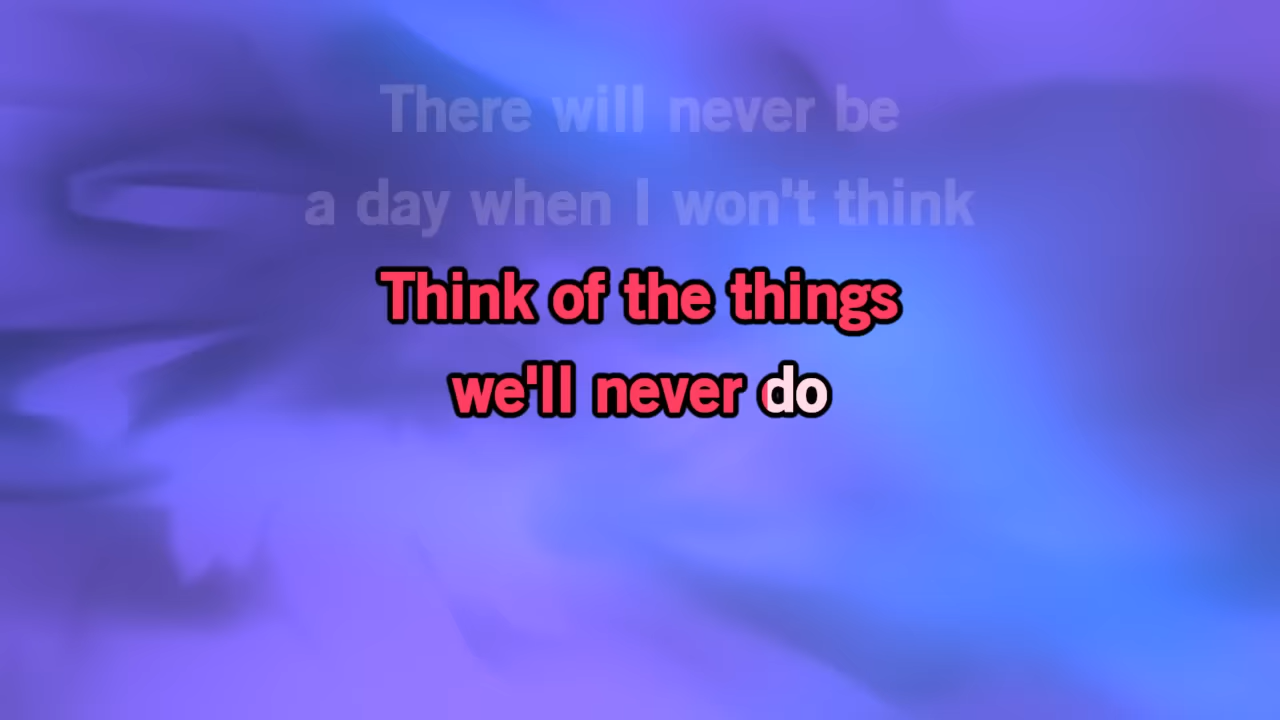 There will never be
a day when I won't think
Think of the things
we'll never do